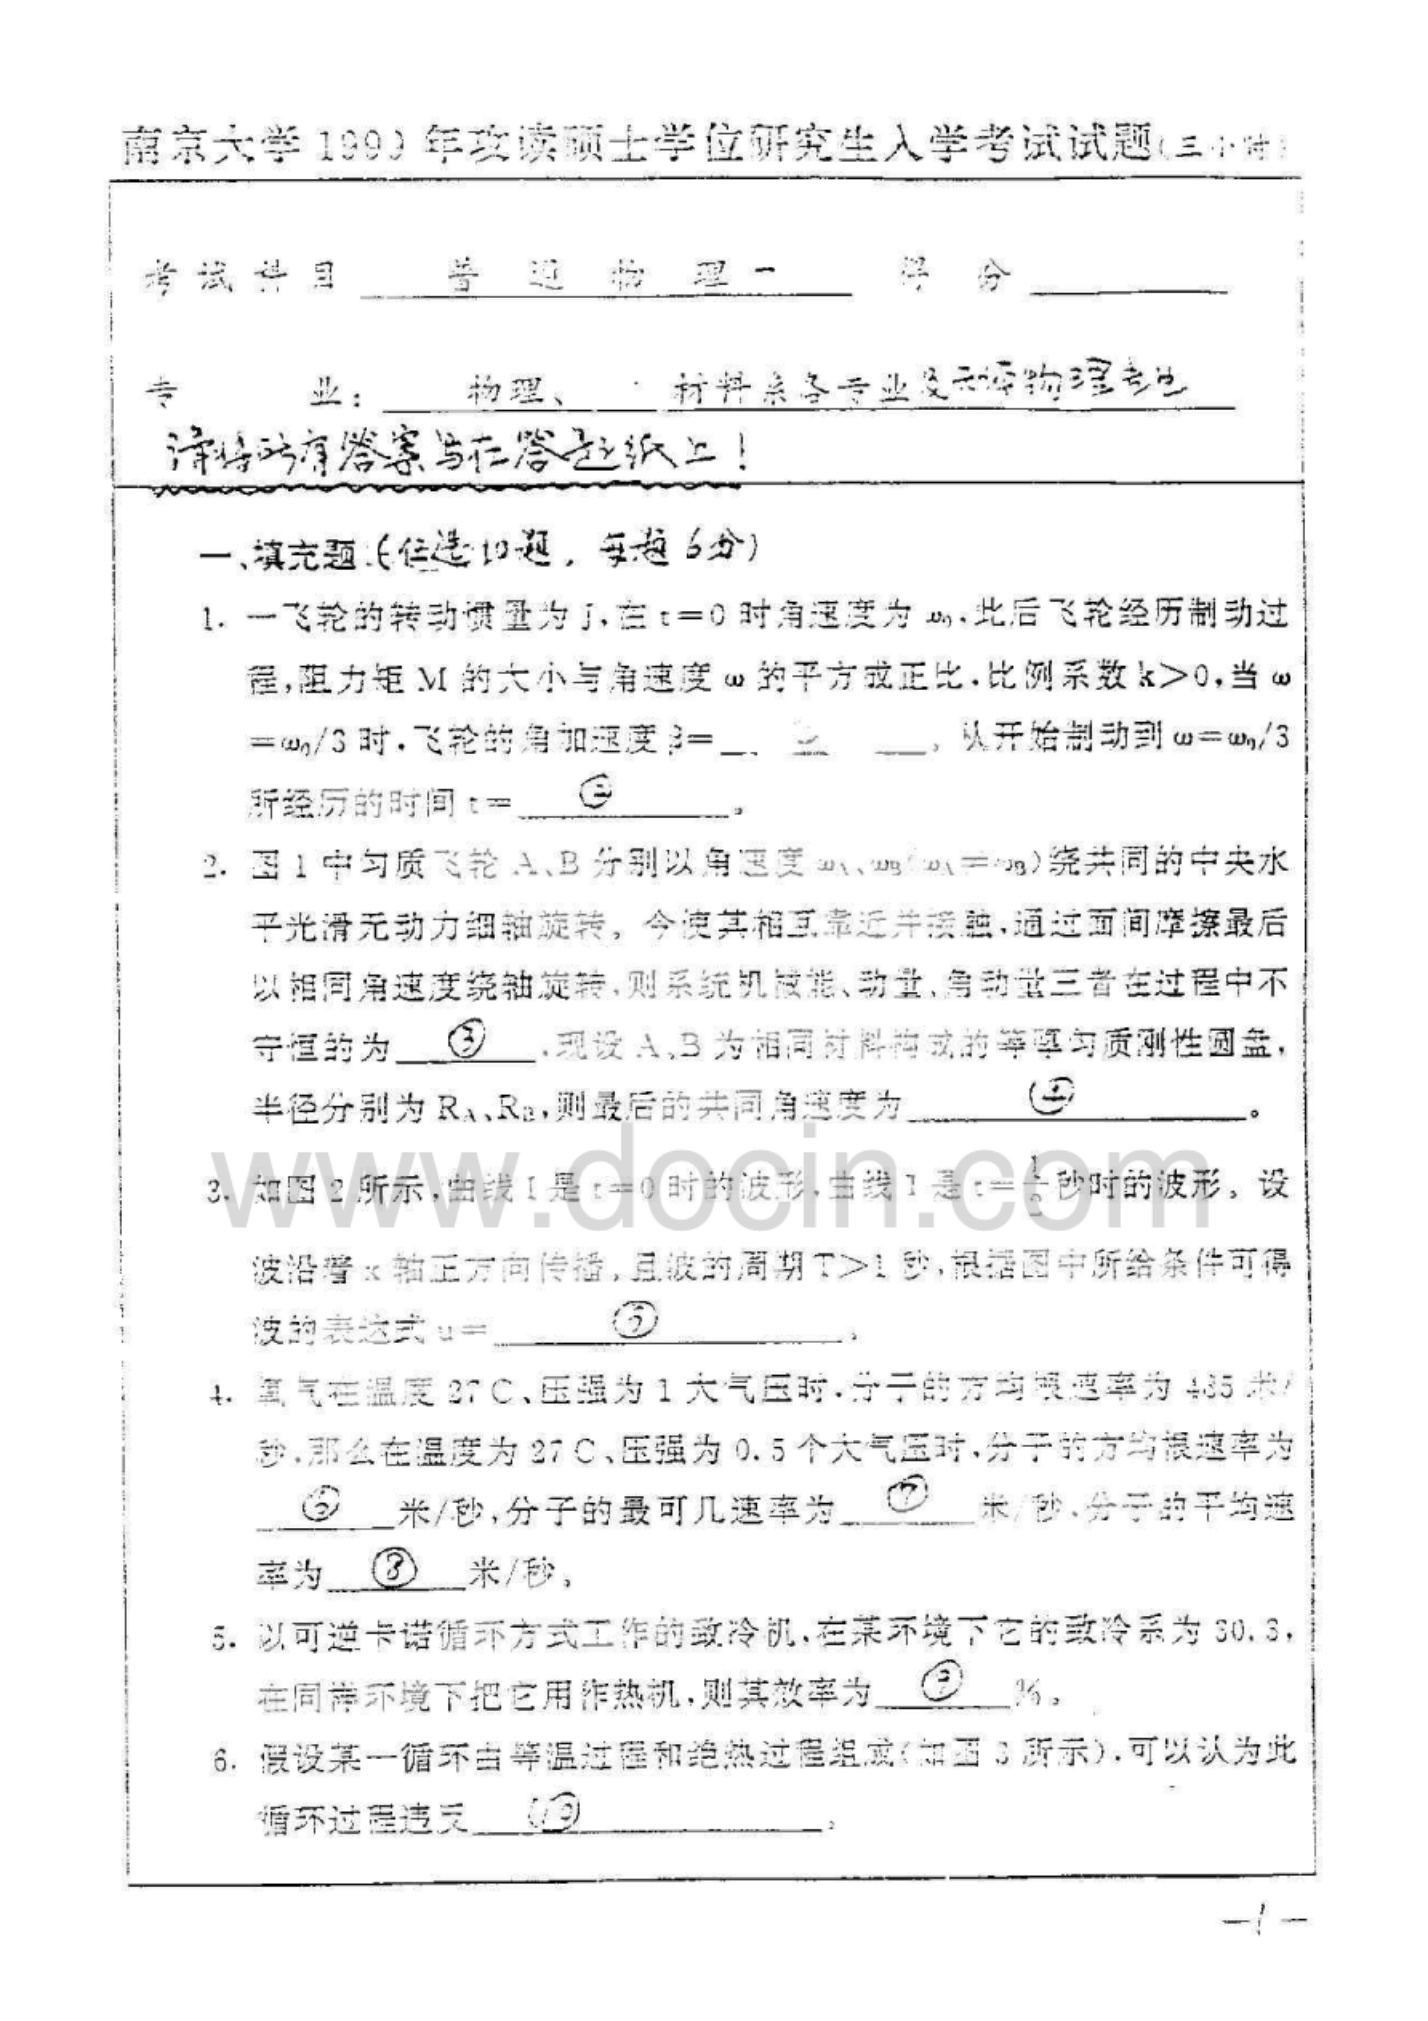 南京大学1999年攻读硕士学位研究生入学考试试题(三小时)
考试科目 普通物理一 得分
专 业: 物理、 材料系各专业及天体物理专业
请将所有答案写在答题纸上!
一、填充题:(任选10题,每题6分)
1. 一飞轮的转动惯量为J,在t=0时角速度为ω₀,此后飞轮经历制动过
程,阻力矩M的大小与角速度ω的平方成正比,比例系数k>0,当ω
=ω₀/3时,飞轮的角加速度β= 。从开始制动到ω=ω₀/3
所经历的时间t= ② 。
2. 图1中匀质飞轮A、B分别以角速度ω_A、ω_B(ω_A=ω_B)绕共同的中央水
平光滑无动力细轴旋转。今使其相互靠近并接触,通过面间摩擦最后
以相同角速度绕轴旋转,则系统机械能、动量、角动量三者在过程中不
守恒的为 ③ ,现设A、B为相同材料构成的等厚匀质刚性圆盘,
半径分别为R_A、R_B,则最后的共同角速度为 ④ 。
3. 如图2所示,曲线I是t=0时的波形,曲线 是t= 秒时的波形。设
波沿着x轴正方向传播,且波的周期T>1秒,根据图中所给条件可得
波的表达式u= ⑤ 。
4. 氧气在温度27°C、压强为1大气压时,分子的方均根速率为485米/
秒,那么在温度为27°C、压强为0.5个大气压时,分子的方均根速率为
⑥ 米/秒,分子的最可几速率为 ⑦ 米/秒,分子的平均速
率为 ⑧ 米/秒。
5. 以可逆卡诺循环方式工作的致冷机,在某环境下它的致冷系为30.3,
在同样环境下把它用作热机,则其效率为 ⑨ %。
6. 假设某一循环由等温过程和绝热过程组成(如图3所示),可以认为此
循环过程违反 ⑩ 。
-1-
www.docin.com